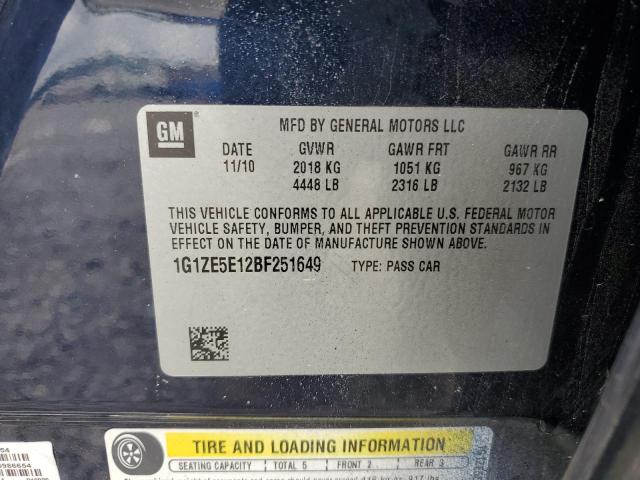 GM
MFD BY GENERAL MOTORS LLC
DATE GVWR GAWR FRT GAWR RR
11/10 2018 KG 1051 KG 967 KG
4448 LB 2316 LB 2132 LB
THIS VEHICLE CONFORMS TO ALL APPLICABLE U.S. FEDERAL MOTOR
VEHICLE SAFETY, BUMPER, AND THEFT PREVENTION STANDARDS IN
EFFECT ON THE DATE OF MANUFACTURE SHOWN ABOVE.
1G1ZE5E12BF251649 TYPE: PASS CAR
TIRE AND LOADING INFORMATION
SEATING CAPACITY TOTAL 5 FRONT 2 REAR 3